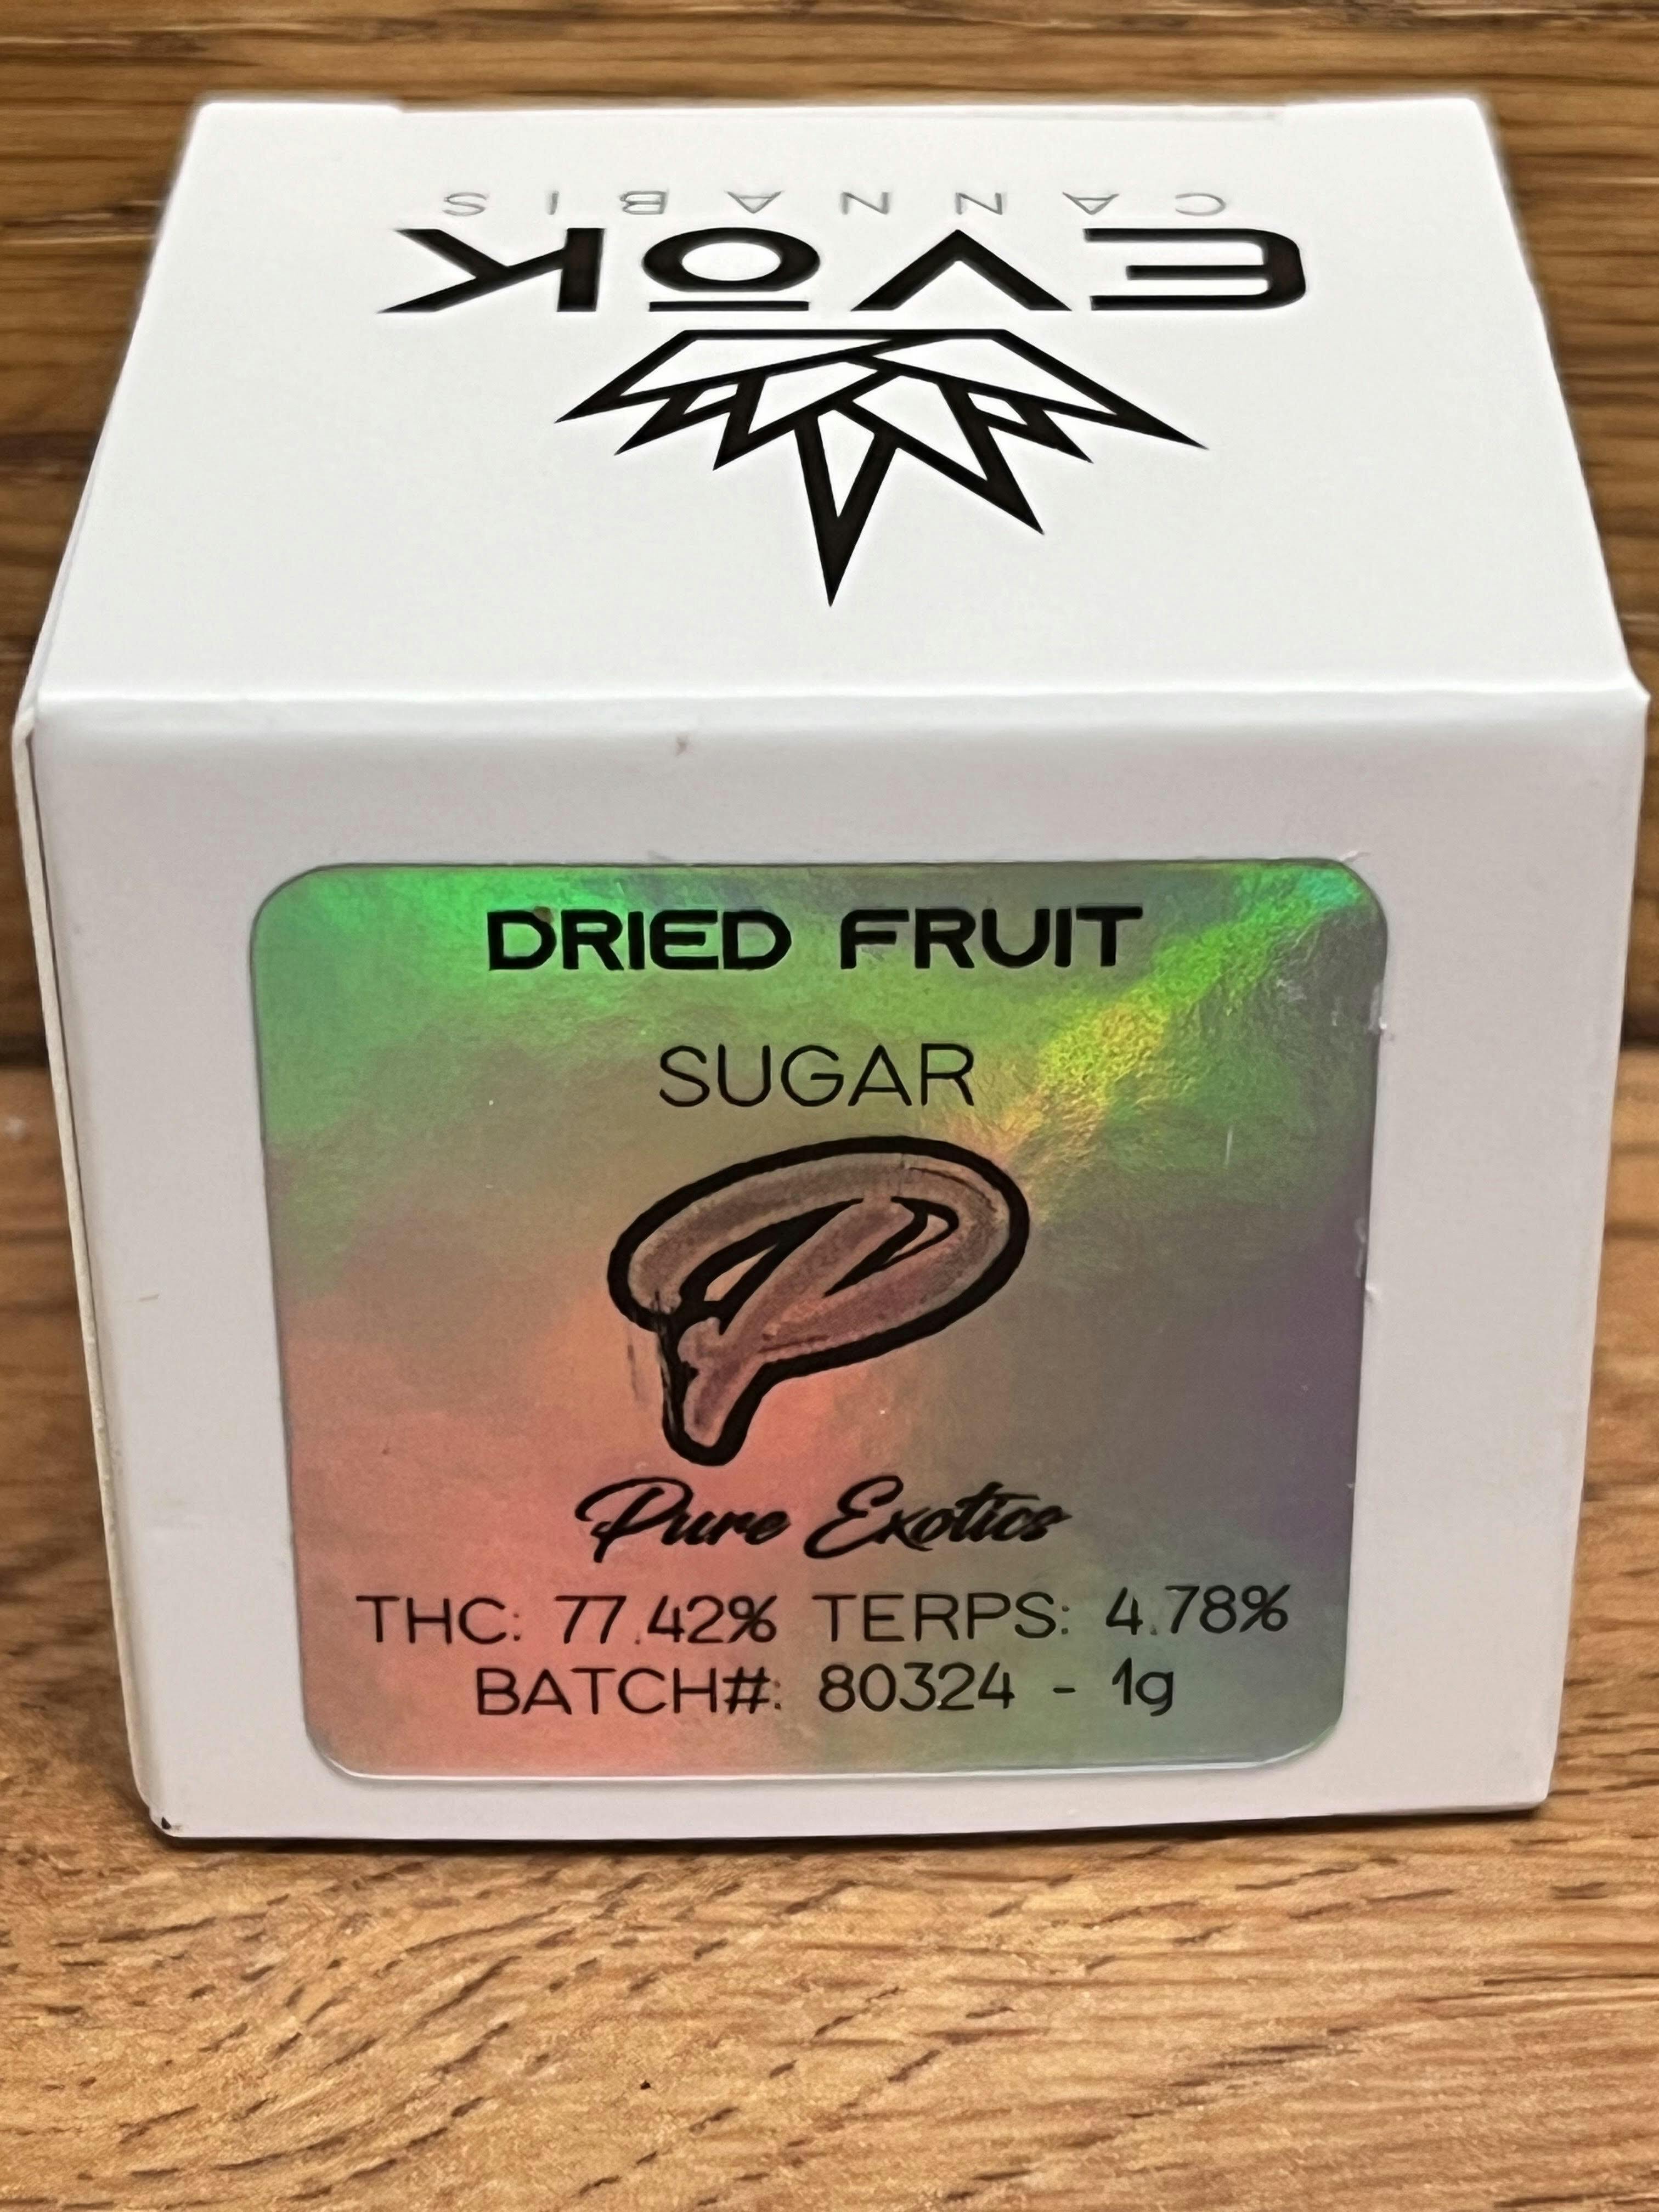 CANNABIS
EVŌK
DRIED FRUIT
SUGAR
P
Pure Exotics
THC: 77.42% TERPS: 4.78%
BATCH#: 80324 - 1g